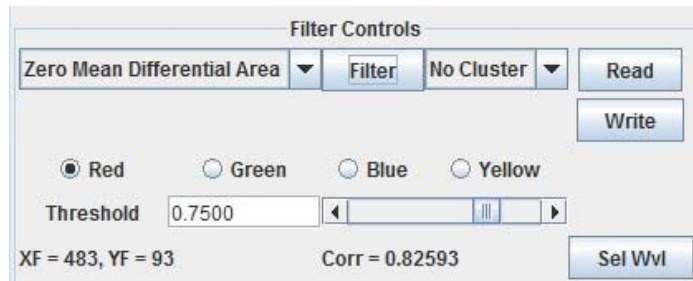 Filter Controls
Zero Mean Differential Area Filter No Cluster Read
Write
Red Green Blue Yellow
Threshold 0.7500
XF = 483, YF = 93 Corr = 0.82593 Sel Wvl